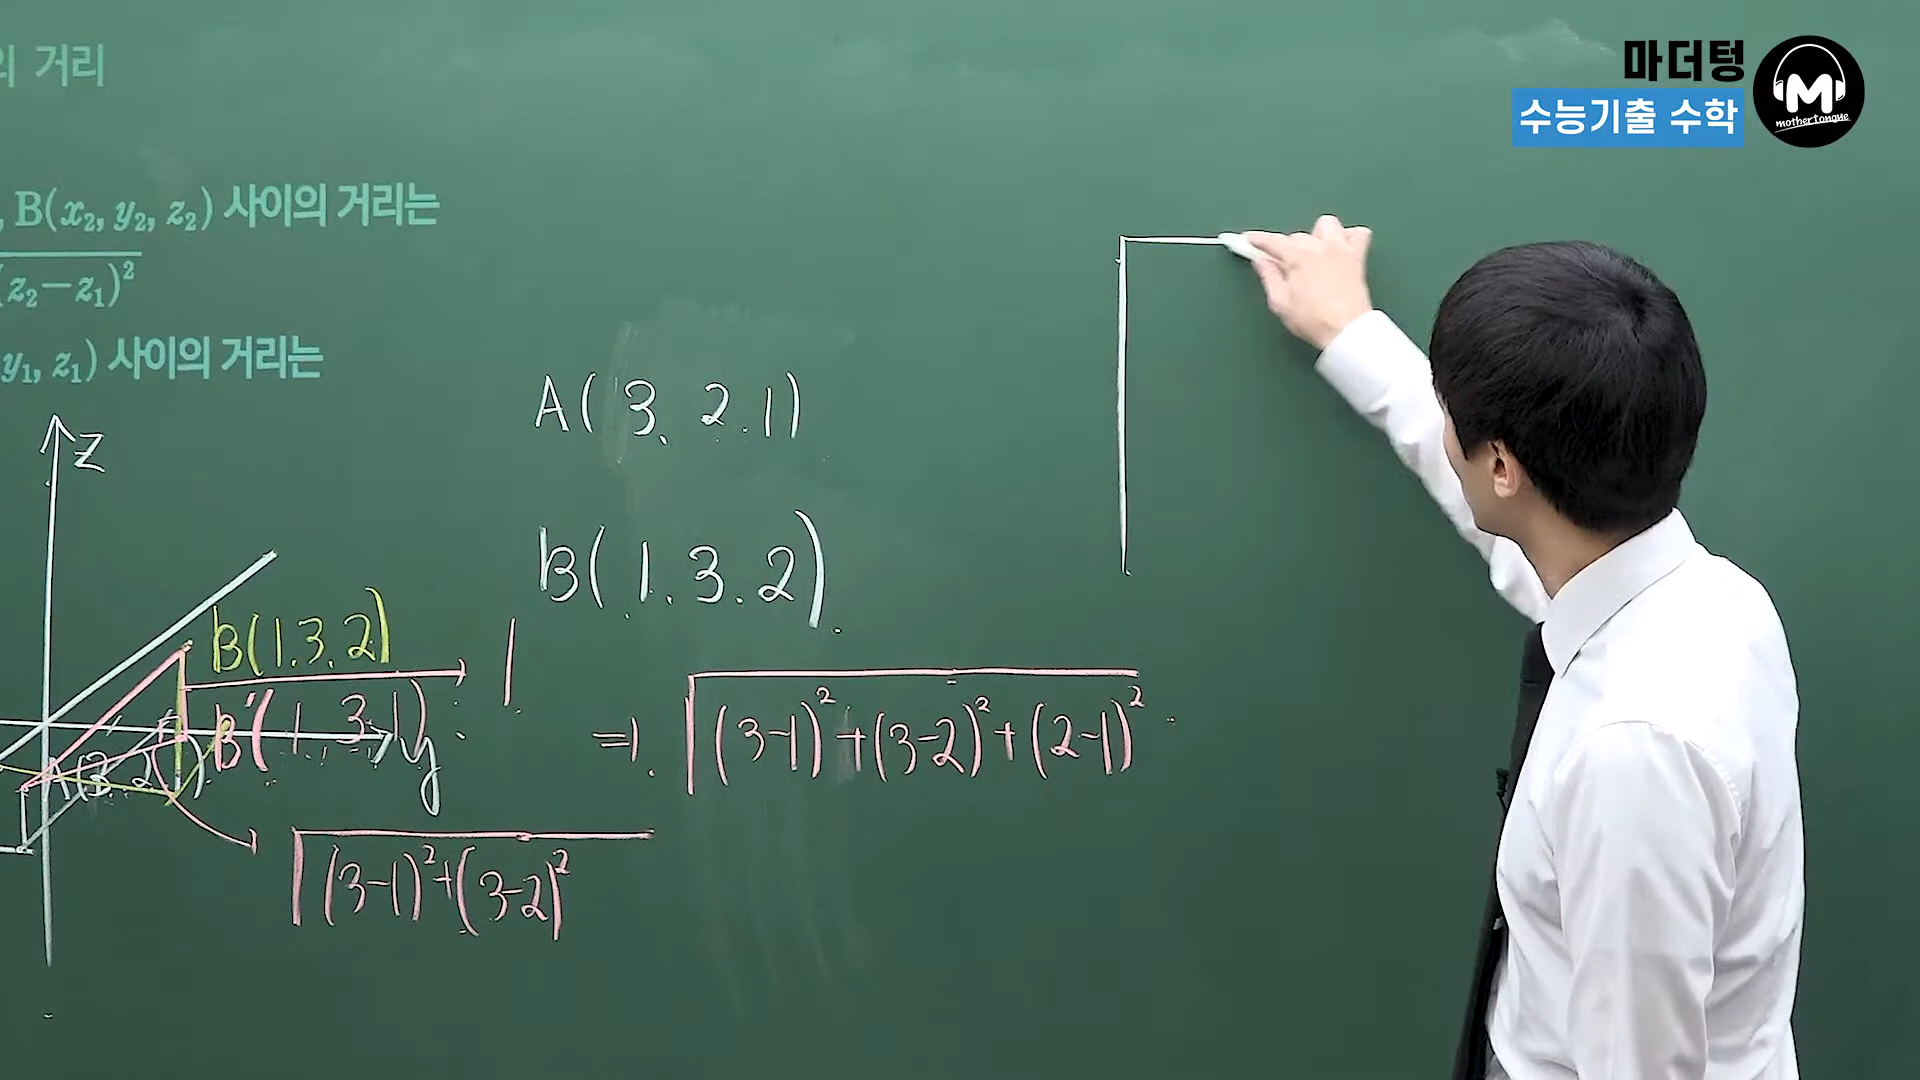 의 거리
, B(x₂, y₂, z₂) 사이의 거리는
(z₂−z₁)²
y₁, z₁) 사이의 거리는
마더텅
수능기출 수학
M
mothertongue
A(3, 2, 1)
B(1, 3, 2)
Z
B(1, 3, 2)
B'(1, 3, 1)
y
1
A(3, 2, 1)
⇒ √(3-1)²+(3-2)²+(2-1)²
√(3-1)²+(3-2)²